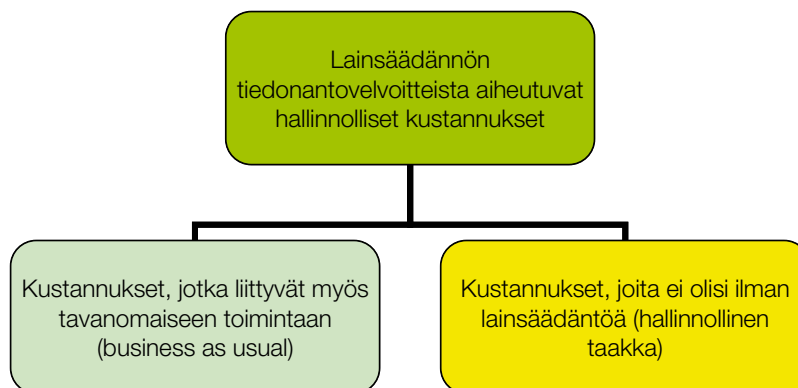 Lainsäädännön
tiedonantovelvoitteista aiheutuvat
hallinnolliset kustannukset
Kustannukset, jotka liittyvät myös
tavanomaiseen toimintaan
(business as usual)
Kustannukset, joita ei olisi ilman
lainsäädäntöä (hallinnollinen
taakka)